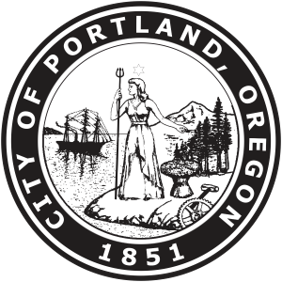 CITY OF PORTLAND, OREGON
1851